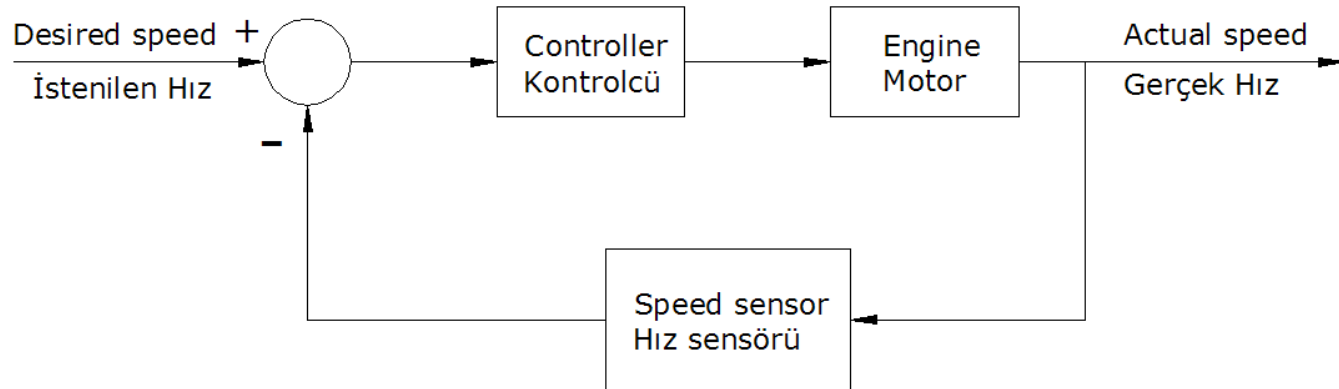 Desired speed +
İstenilen Hız
−
Controller
Kontrolcü
Engine
Motor
Actual speed
Gerçek Hız
Speed sensor
Hız sensörü